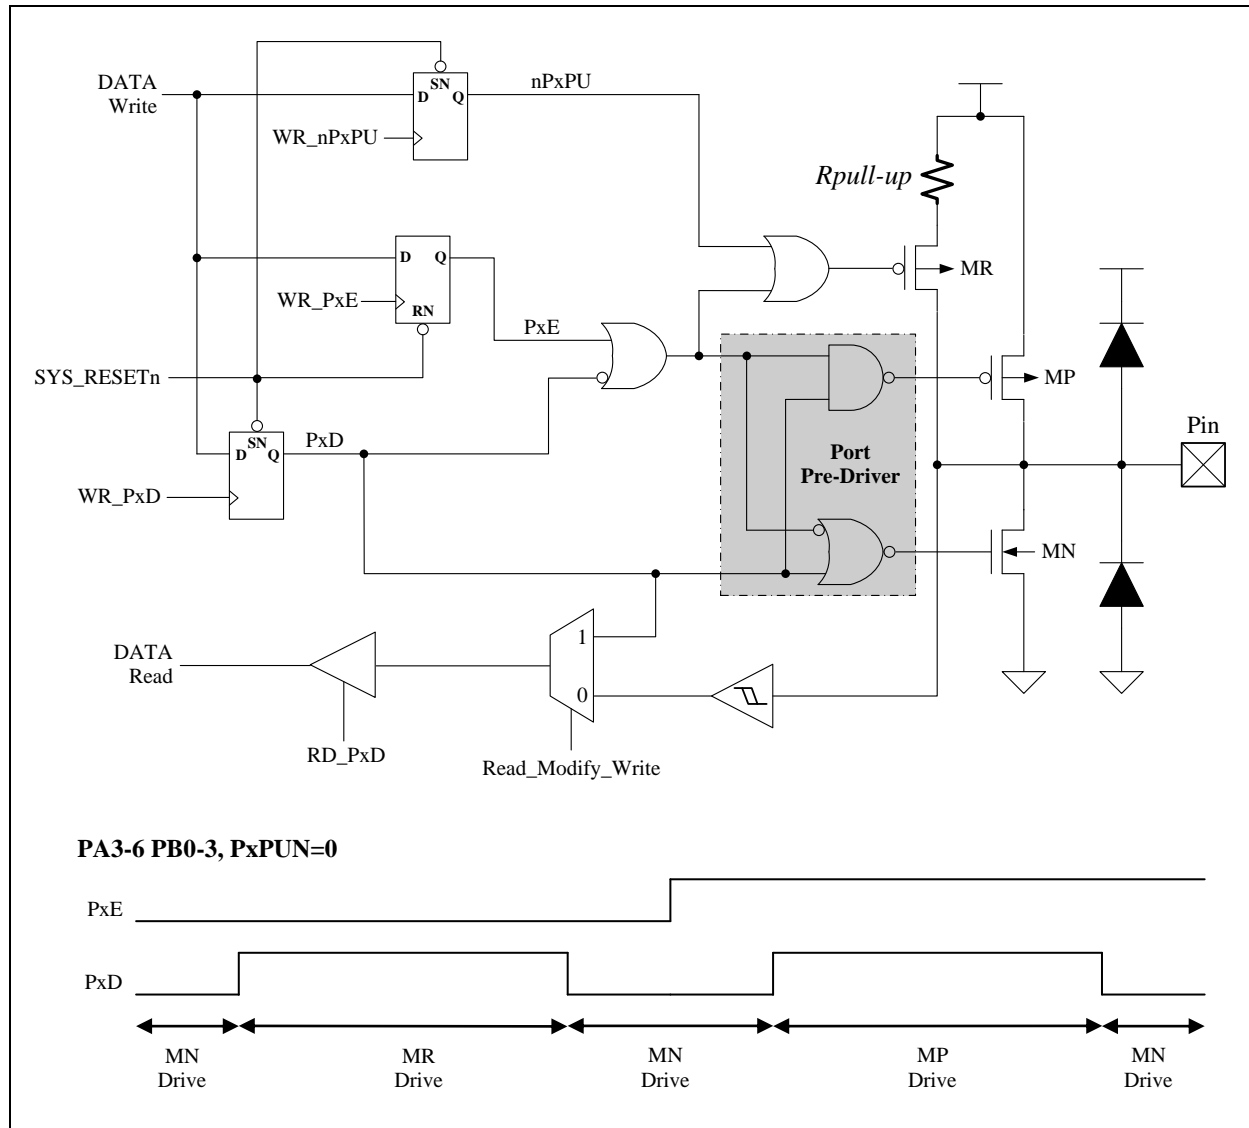 DATA
Write
D
SN
Q
nPxPU
WR_nPxPU
Rpull-up
D
Q
MR
WR_PxE
RN
PxE
SYS_RESETn
MP
PxD
D
SN
Q
Port
Pre-Driver
Pin
WR_PxD
MN
1
DATA
Read
0
RD_PxD
Read_Modify_Write
PA3-6 PB0-3, PxPUN=0
PxE
PxD
MN
Drive
MR
Drive
MN
Drive
MP
Drive
MN
Drive